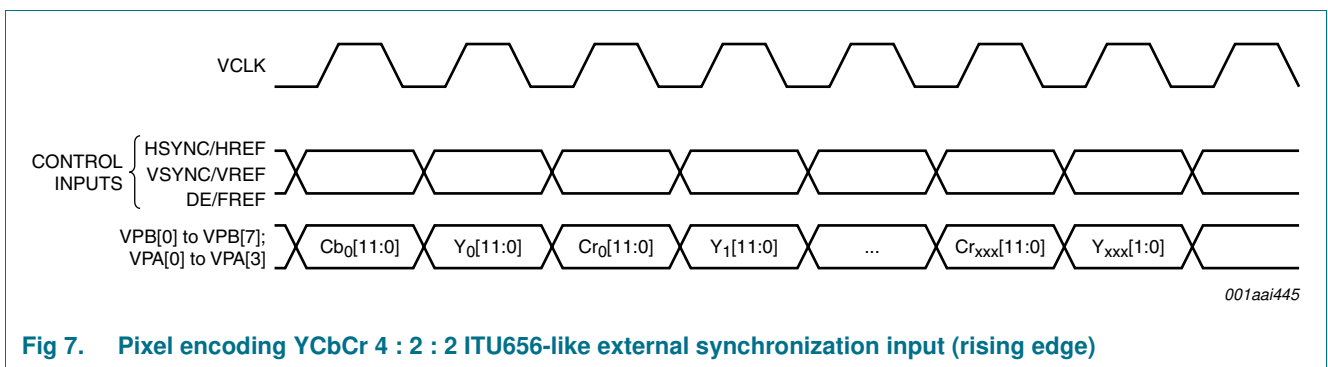 VCLK
CONTROL INPUTS
HSYNC/HREF
VSYNC/VREF
DE/FREF
VPB[0] to VPB[7];
VPA[0] to VPA[3]
Cb0[11:0] Y0[11:0] Cr0[11:0] Y1[11:0] ... Crxxx[11:0] Yxxx[1:0]
001aai445
Fig 7. Pixel encoding YCbCr 4 : 2 : 2 ITU656-like external synchronization input (rising edge)